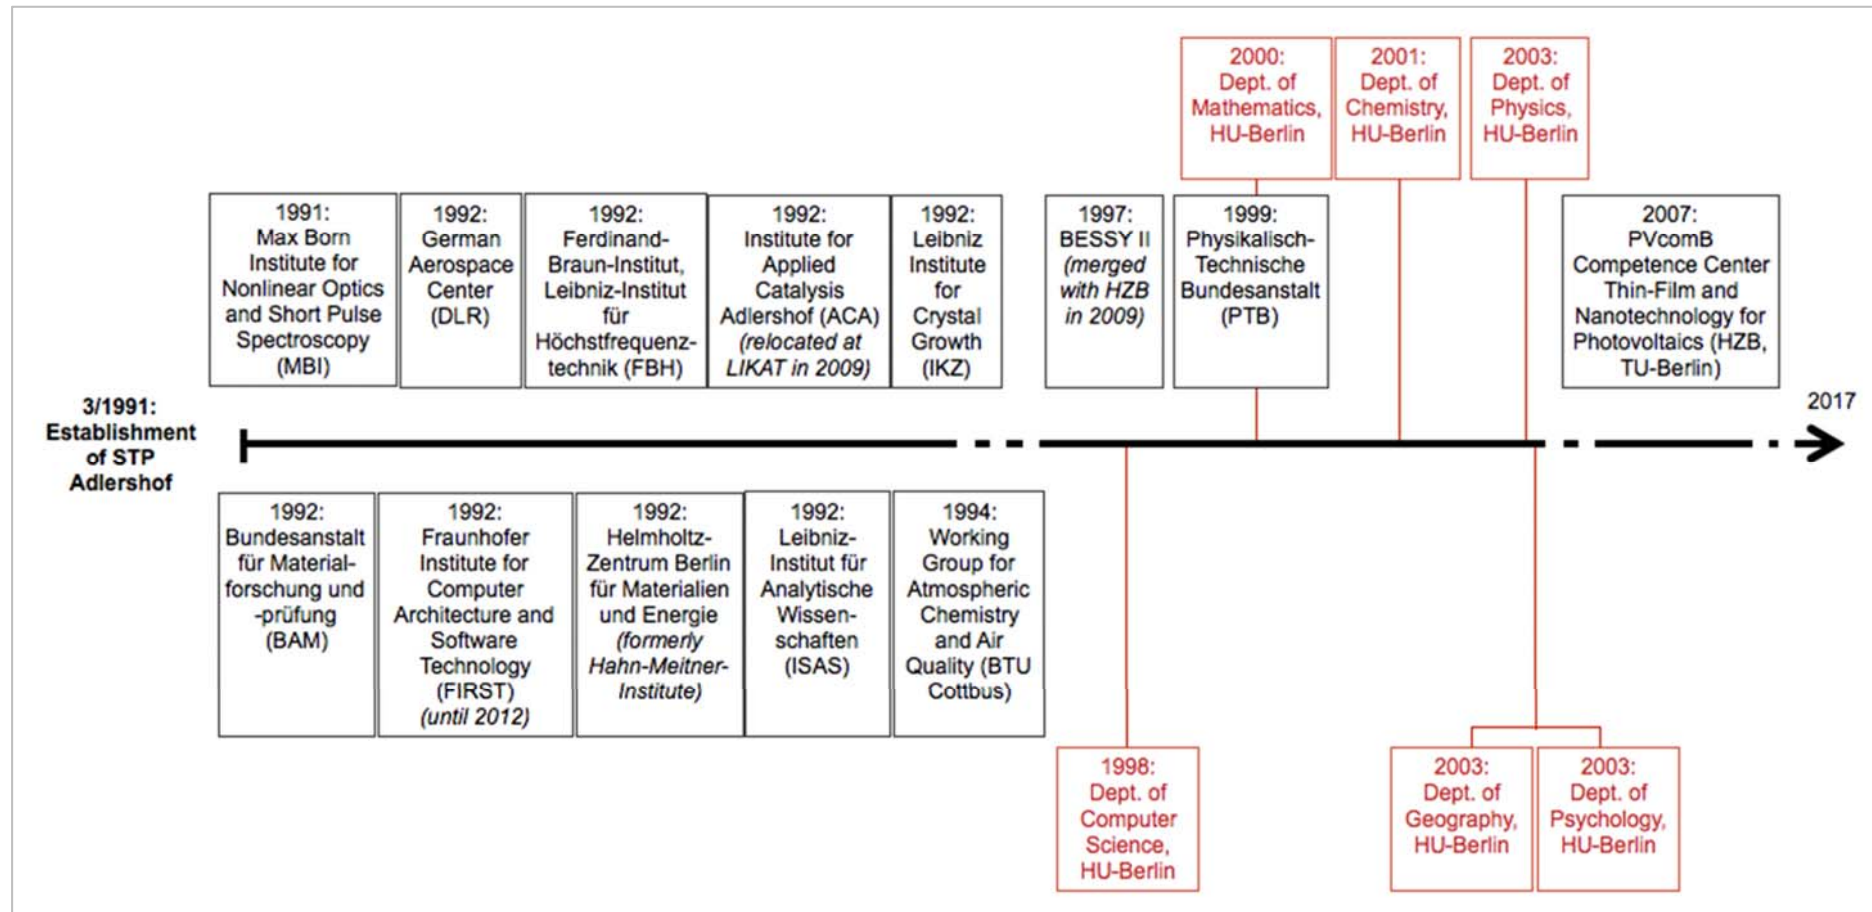 2000:
Dept. of
Mathematics,
HU-Berlin
2001:
Dept. of
Chemistry,
HU-Berlin
2003:
Dept. of
Physics,
HU-Berlin
1991:
Max Born
Institute for
Nonlinear Optics
and Short Pulse
Spectroscopy
(MBI)
1992:
German
Aerospace
Center
(DLR)
1992:
Ferdinand-
Braun-Institut,
Leibniz-Institut
für
Höchstfrequenz-
technik (FBH)
1992:
Institute for
Applied
Catalysis
Adlershof (ACA)
(relocated at
LIKAT in 2009)
1992:
Leibniz
Institute
for
Crystal
Growth
(IKZ)
1997:
BESSY II
(merged
with HZB
in 2009)
1999:
Physikalisch-
Technische
Bundesanstalt
(PTB)
2007:
PVcomB
Competence Center
Thin-Film and
Nanotechnology for
Photovoltaics (HZB,
TU-Berlin)
3/1991:
Establishment
of STP
Adlershof
2017
1992:
Bundesanstalt
für Material-
forschung und
-prüfung
(BAM)
1992:
Fraunhofer
Institute for
Computer
Architecture and
Software
Technology
(FIRST)
(until 2012)
1992:
Helmholtz-
Zentrum Berlin
für Materialien
und Energie
(formerly
Hahn-Meitner-
Institute)
1992:
Leibniz-
Institut für
Analytische
Wissen-
schaften
(ISAS)
1994:
Working
Group for
Atmospheric
Chemistry
and Air
Quality (BTU
Cottbus)
1998:
Dept. of
Computer
Science,
HU-Berlin
2003:
Dept. of
Geography,
HU-Berlin
2003:
Dept. of
Psychology,
HU-Berlin